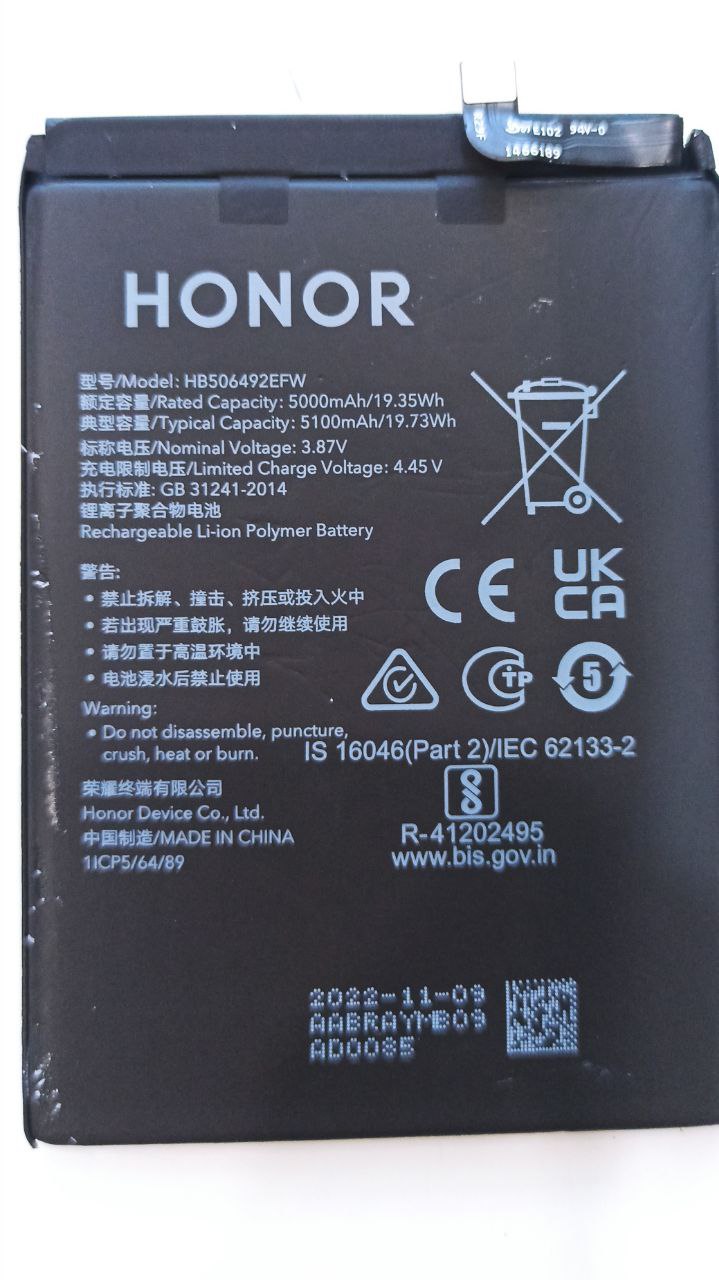 E102 94V-0
1466189
HONOR
型号/Model: HB506492EFW
额定容量/Rated Capacity: 5000mAh/19.35Wh
典型容量/Typical Capacity: 5100mAh/19.73Wh
标称电压/Nominal Voltage: 3.87V
充电限制电压/Limited Charge Voltage: 4.45 V
执行标准: GB 31241-2014
锂离子聚合物电池
Rechargeable Li-ion Polymer Battery
警告:
• 禁止拆解、撞击、挤压或投入火中
• 若出现严重鼓胀，请勿继续使用
• 请勿置于高温环境中
• 电池浸水后禁止使用
Warning:
• Do not disassemble, puncture,
crush, heat or burn.
CE
UK
CA
CTP
5
IS 16046(Part 2)/IEC 62133-2
R-41202495
www.bis.gov.in
荣耀终端有限公司
Honor Device Co., Ltd.
中国制造/MADE IN CHINA
1ICP5/64/89
2022-11-09
AABRAYMB09
AD0085